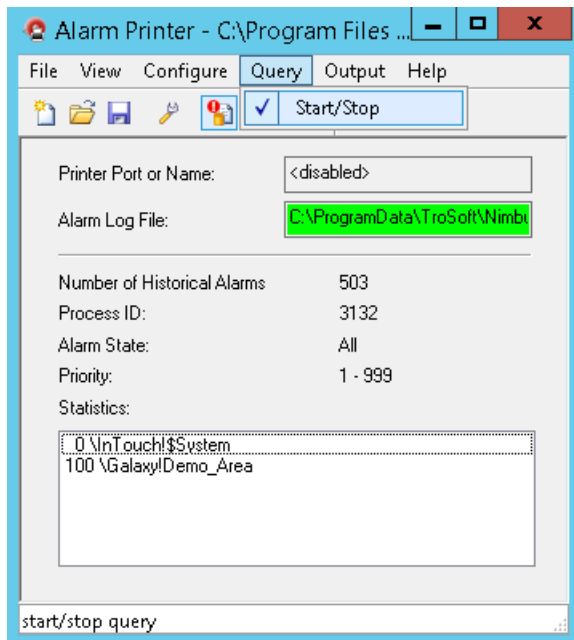 Alarm Printer - C:\Program Files ...
File View Configure Query Output Help
Start/Stop
Printer Port or Name: <disabled>
Alarm Log File: C:\ProgramData\TroSoft\Nimbu
Number of Historical Alarms 503
Process ID: 3132
Alarm State: All
Priority: 1 - 999
Statistics:
0 \InTouch!$System
100 \Galaxy!Demo_Area
start/stop query